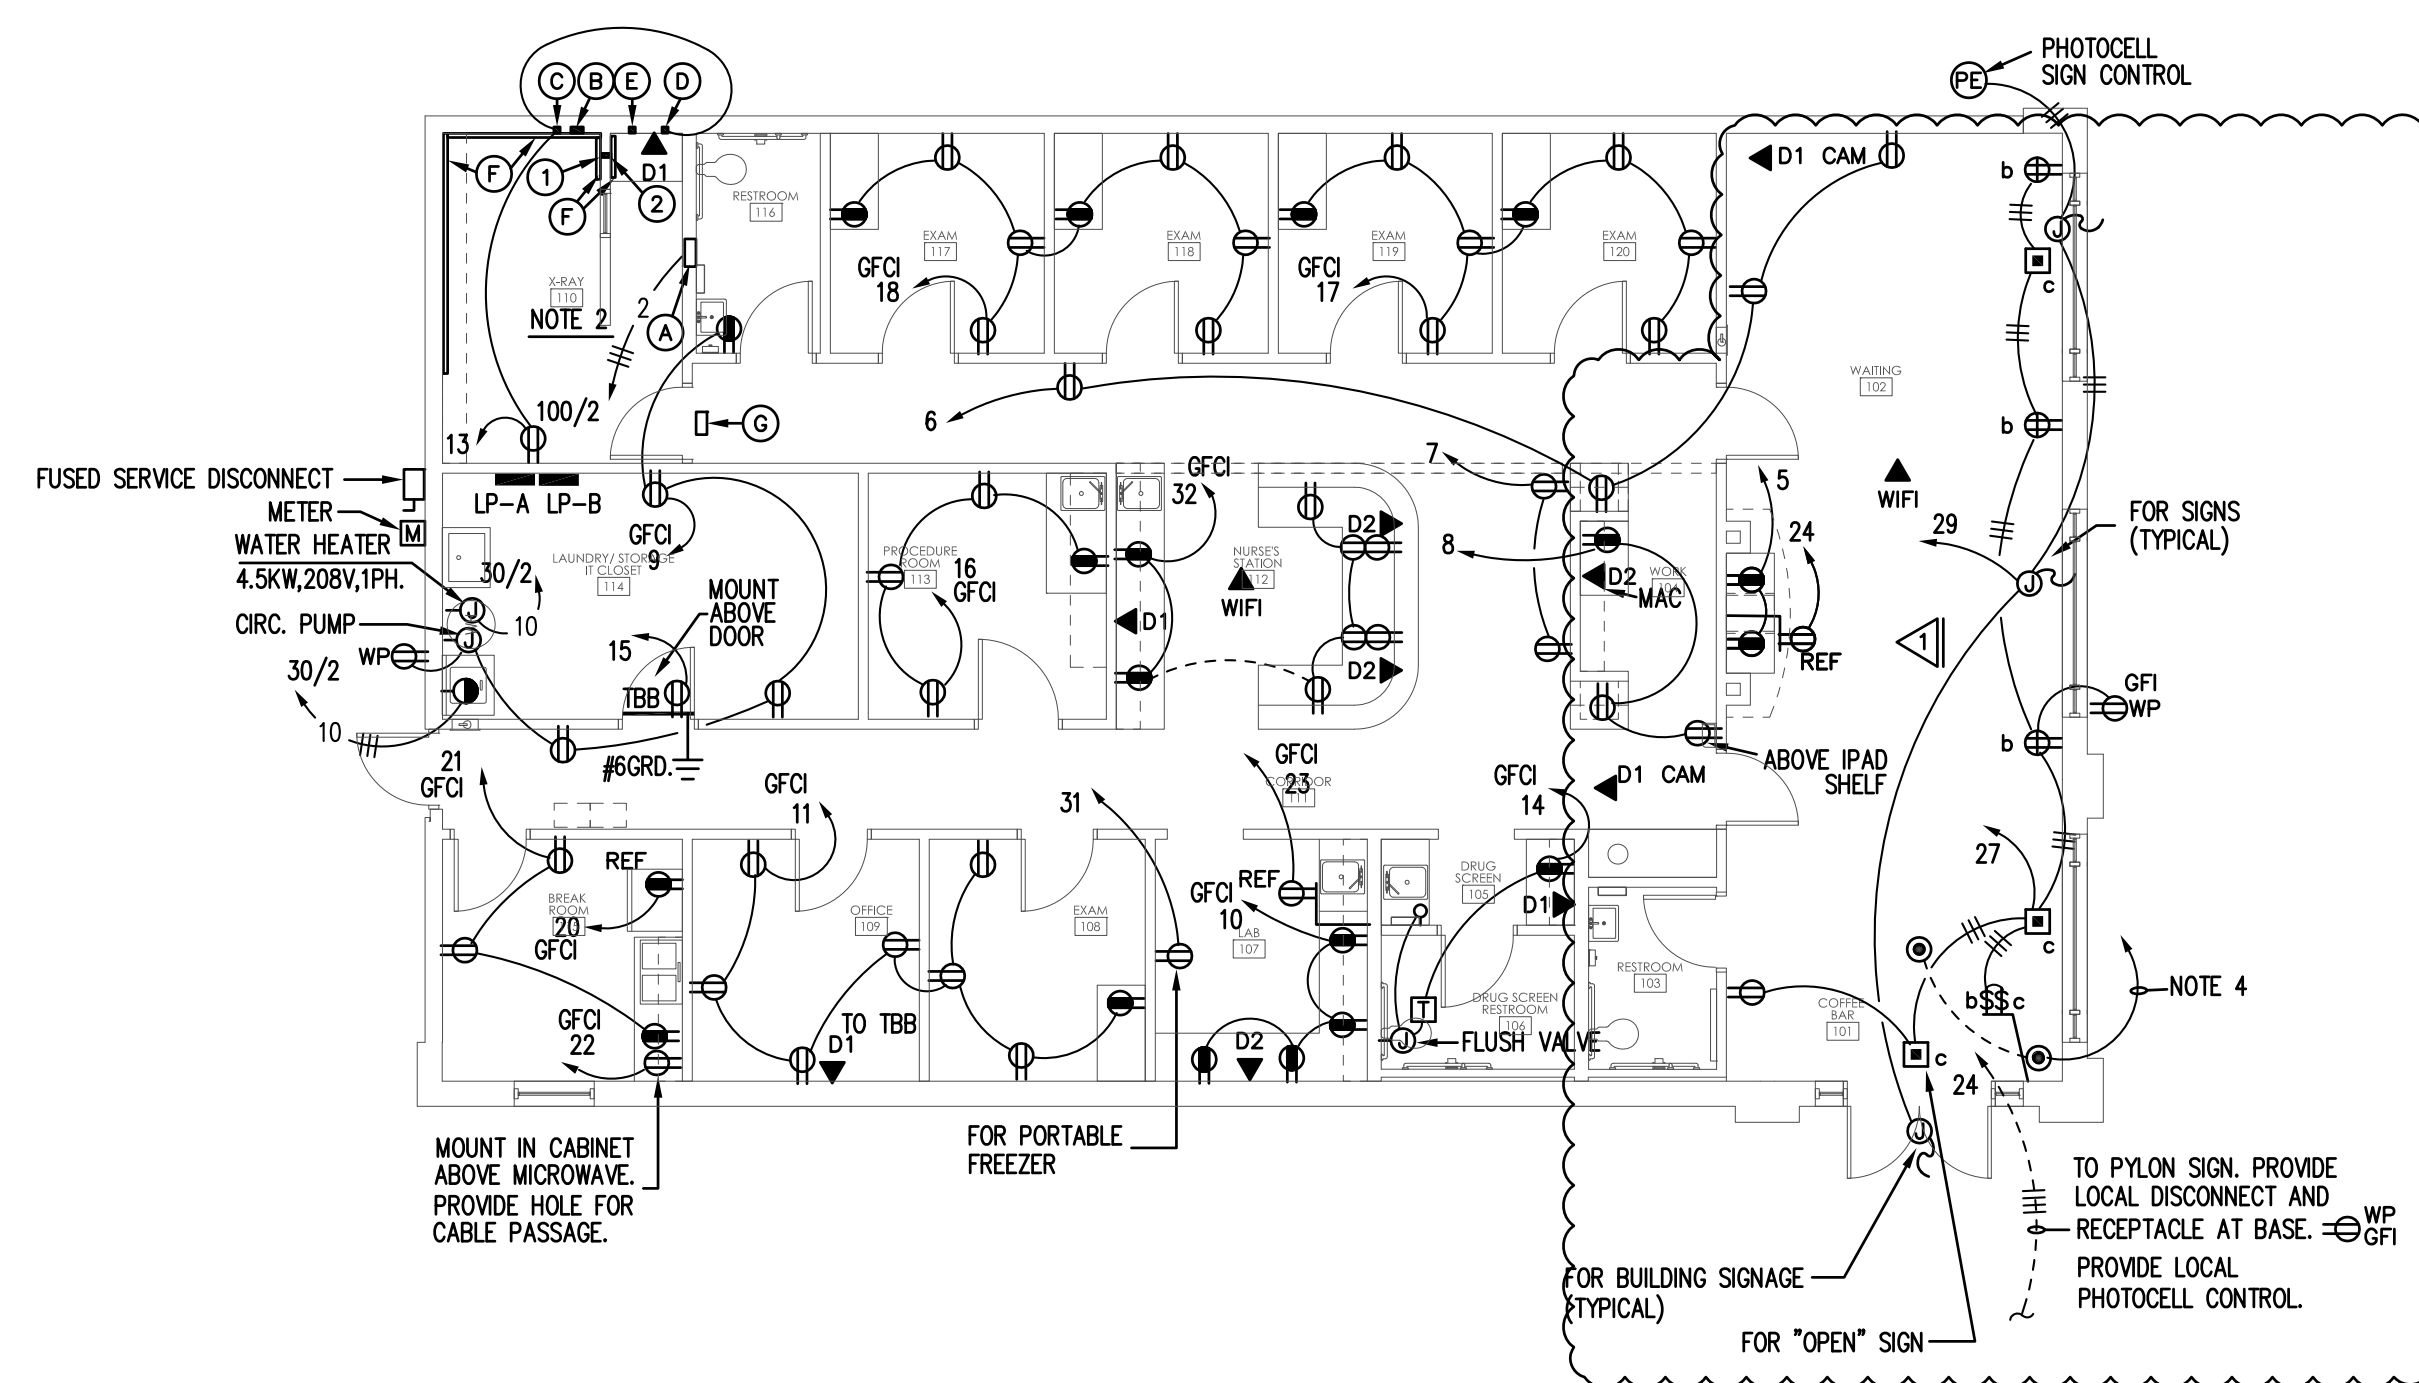 C B E D
PE
PHOTOCELL
SIGN CONTROL
F
1
F
D1
2
RESTROOM
116
D1 CAM
b
J
EXAM
117
EXAM
118
EXAM
119
EXAM
120
GFCI
18
GFCI
17
c
X-RAY
110
NOTE 2
2
A
100/2
13
G
6
WAITING
102
b
7
5
FUSED SERVICE DISCONNECT
LP-A LP-B
METER
M
WATER HEATER
4.5KW,208V,1PH.
CIRC. PUMP
WP
30/2
10
30/2
J
J
10
GFCI
9
LAUNDRY/ STORAGE
IT CLOSET
114
MOUNT
ABOVE
DOOR
15
TBB
#6GRD.
PROCEDURE
ROOM
113
16
GFCI
GFCI
32
D1
NURSE'S
STATION
112
WIFI
D2
D2
8
D2
WORK
104
MAC
24
REF
WIFI
29
FOR SIGNS
(TYPICAL)
J
1
GFI
WP
b
ABOVE IPAD
SHELF
D1 CAM
21
GFCI
GFCI
11
31
GFCI
23
CORRIDOR
111
GFCI
14
27
REF
BREAK
ROOM
20
GFCI
GFCI
22
OFFICE
109
TO TBB
D1
EXAM
108
GFCI
10
REF
LAB
107
D2
DRUG
SCREEN
105
D1
T
J
DRUG SCREEN
RESTROOM
106
FLUSH VALVE
RESTROOM
103
COFFEE
BAR
101
c
b$$c
c
NOTE 4
24
J
MOUNT IN CABINET
ABOVE MICROWAVE.
PROVIDE HOLE FOR
CABLE PASSAGE.
FOR PORTABLE
FREEZER
TO PYLON SIGN. PROVIDE
LOCAL DISCONNECT AND
RECEPTACLE AT BASE.
WP
GFI
PROVIDE LOCAL
PHOTOCELL CONTROL.
FOR BUILDING SIGNAGE
(TYPICAL)
FOR "OPEN" SIGN